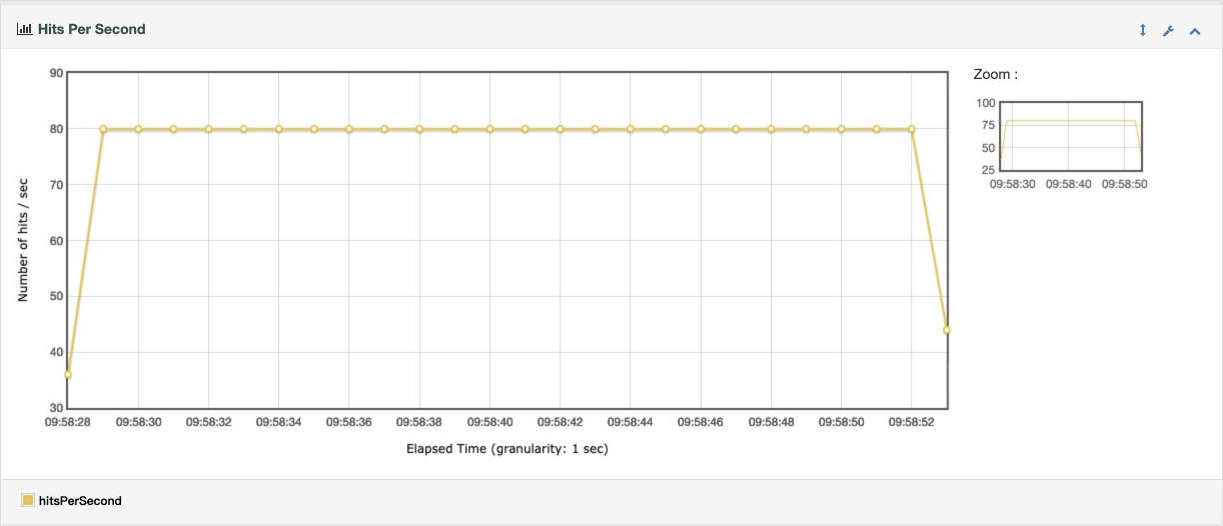 Hits Per Second
Zoom :
90
80
70
60
50
40
30
Number of hits / sec
09:58:28 09:58:30 09:58:32 09:58:34 09:58:36 09:58:38 09:58:40 09:58:42 09:58:44 09:58:46 09:58:48 09:58:50 09:58:52
Elapsed Time (granularity: 1 sec)
100
75
50
25
09:58:30 09:58:40 09:58:50
hitsPerSecond